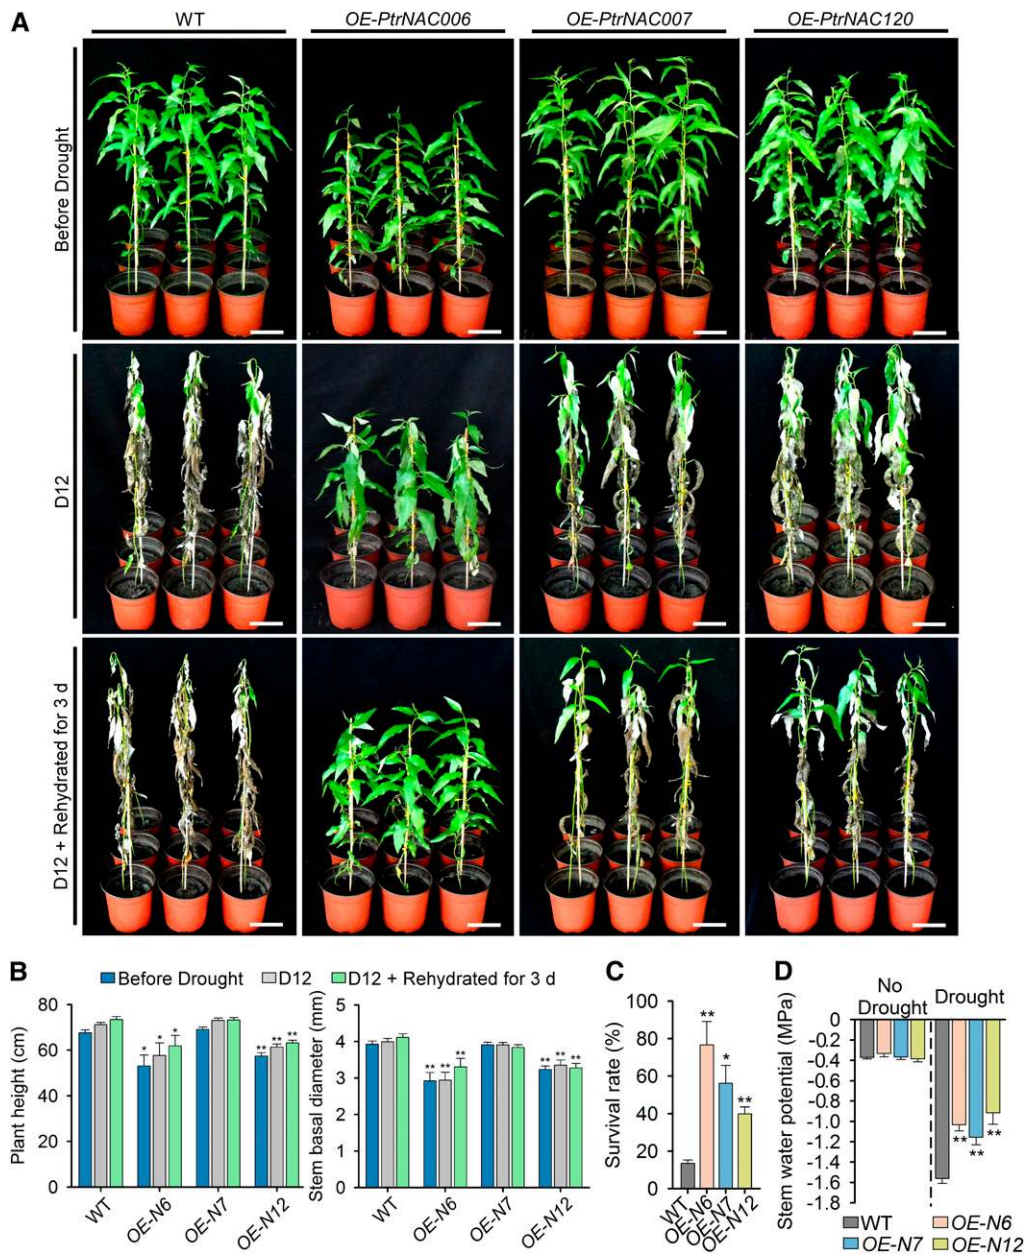 A
WT
OE-PtrNAC006
OE-PtrNAC007
OE-PtrNAC120
Before Drought
D12
D12 + Rehydrated for 3 d
B
Before Drought
D12
D12 + Rehydrated for 3 d
Plant height (cm)
80
60
40
20
0
* * *
** ** **
WT
OE-N6
OE-N7
OE-N12
Stem basal diameter (mm)
5
4
3
2
4
0
** ** **
** ** **
WT
OE-N6
OE-N7
OE-N12
C
Survival rate (%)
100
80
60
40
20
0
**
*
**
WT
OE-N6
OE-N7
OE-N12
D
No
Drought
Drought
Stem water potential (MPa)
0
-0.4
-0.6
-0.8
-1.0
-1.2
-1.4
-1.6
-1.8
**
**
**
WT
OE-N6
OE-N7
OE-N12